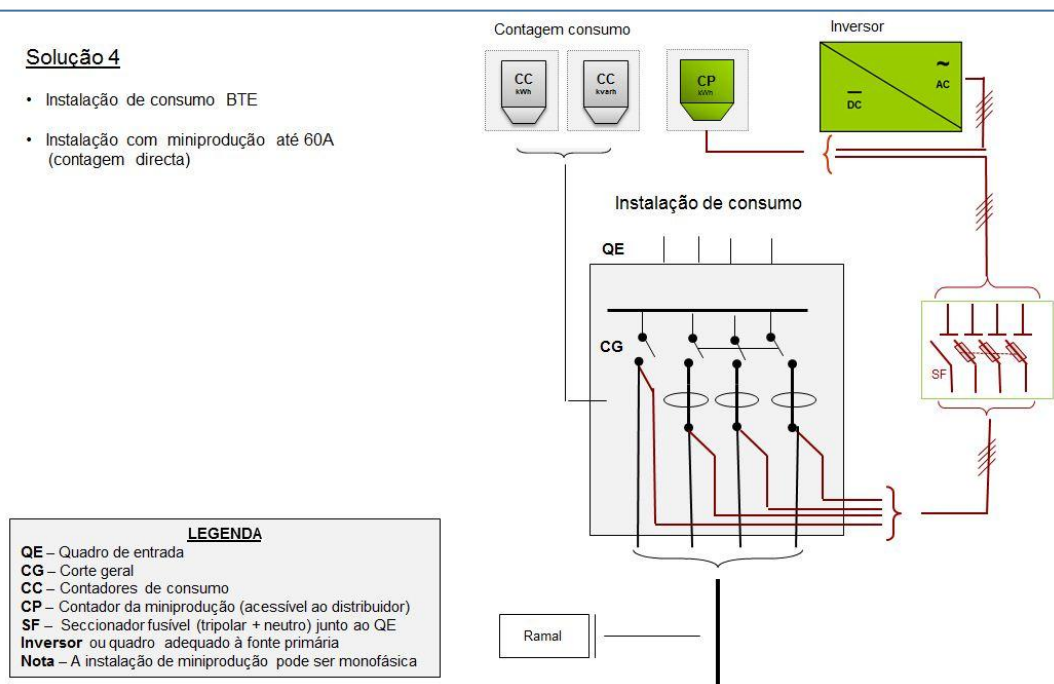 Solução 4
• Instalação de consumo BTE
• Instalação com miniprodução até 60A
(contagem directa)
Contagem consumo
CC
kWh
CC
kvarh
CP
kWh
Inversor
~
AC
DC
Instalação de consumo
QE
CG
SF
Ramal
LEGENDA
QE – Quadro de entrada
CG – Corte geral
CC – Contadores de consumo
CP – Contador da miniprodução (acessível ao distribuidor)
SF – Seccionador fusível (tripolar + neutro) junto ao QE
Inversor ou quadro adequado à fonte primária
Nota – A instalação de miniprodução pode ser monofásica